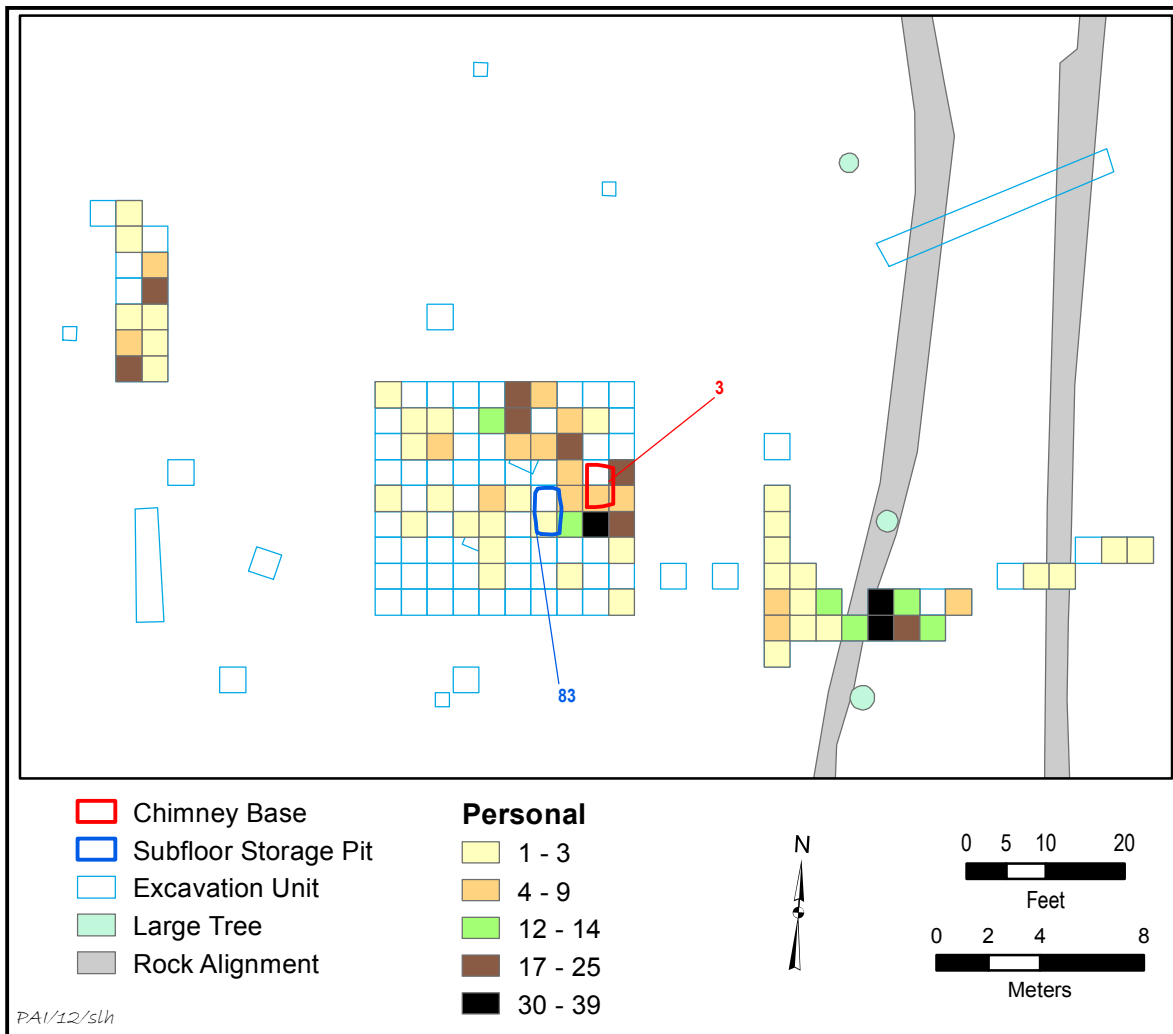 3
83
Chimney Base
Subfloor Storage Pit
Excavation Unit
Large Tree
Rock Alignment
Personal
1 - 3
4 - 9
12 - 14
17 - 25
30 - 39
N
0 5 10 20
Feet
0 2 4 8
Meters
PAI/12/slh